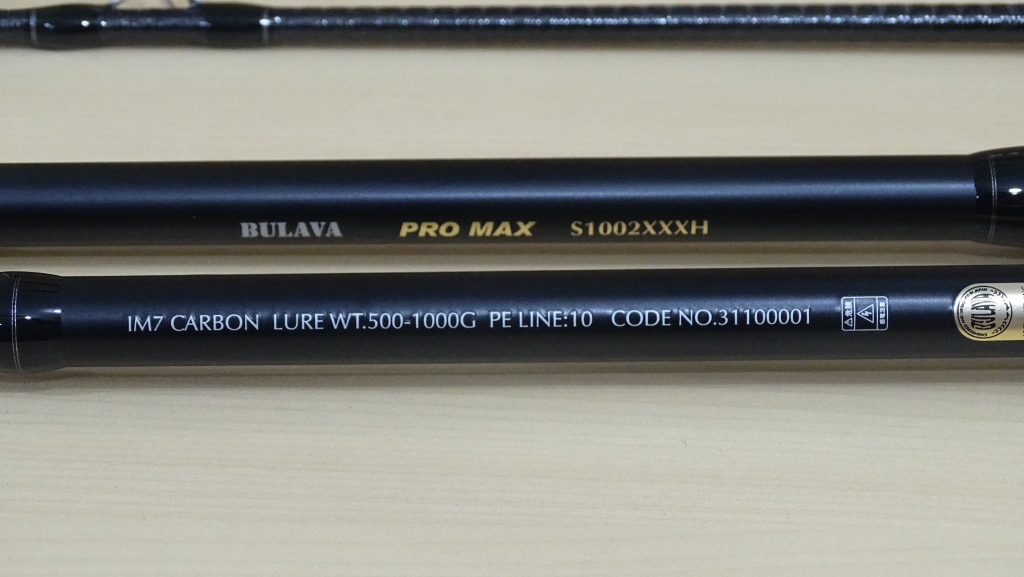 BULAVA PRO MAX S1002XXXH
IM7 CARBON LURE WT.500-1000G PE LINE:10 CODE NO.31100001